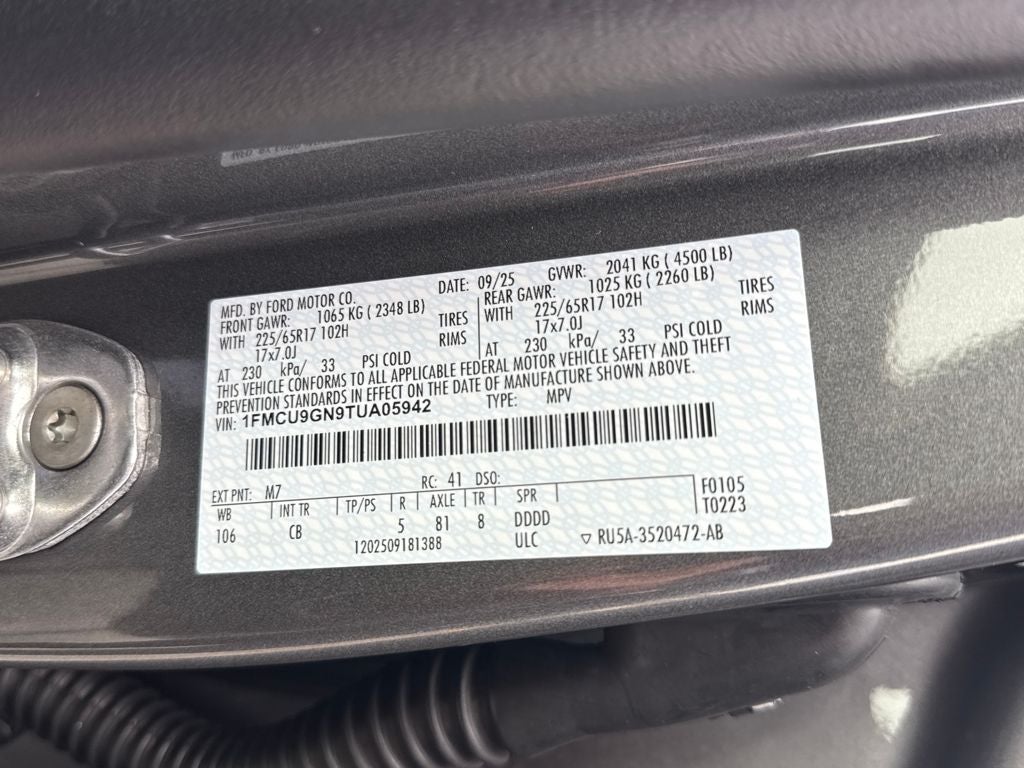 MFD. BY FORD MOTOR CO. DATE: 09/25 GVWR: 2041 KG ( 4500 LB)
FRONT GAWR: 1065 KG ( 2348 LB) REAR GAWR: 1025 KG ( 2260 LB)
WITH 225/65R17 102H TIRES WITH 225/65R17 102H TIRES
17x7.0J RIMS 17x7.0J RIMS
AT 230 kPa/ 33 PSI COLD AT 230 kPa/ 33 PSI COLD
THIS VEHICLE CONFORMS TO ALL APPLICABLE FEDERAL MOTOR VEHICLE SAFETY AND THEFT
PREVENTION STANDARDS IN EFFECT ON THE DATE OF MANUFACTURE SHOWN ABOVE.
VIN: 1FMCU9GN9TUA05942 TYPE: MPV
EXT PNT: M7 RC: 41 DSO: F0105
WB INT TR TP/PS R AXLE TR SPR T0223
106 CB 5 81 8 DDDD
1202509181388 ULC ▽ RU5A-3520472-AB